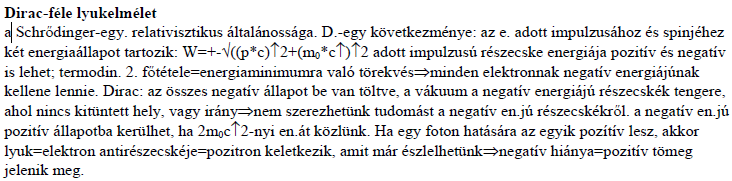 Dirac-féle lyukelmélet
a Schrődinger-egy. relativisztikus általánossága. D.-egy következménye: az e. adott impulzusához és spinjéhez
két energiaállapot tartozik: W=+-√((p*c)↑2+(m₀*c↑)↑2 adott impulzusú részecske energiája pozitív és negatív
is lehet; termodin. 2. főtétele=energiaminimumra való törekvés⇒minden elektronnak negatív energiájúnak
kellene lennie. Dirac: az összes negatív állapot be van töltve, a vákuum a negatív energiájú részecskék tengere,
ahol nincs kitüntett hely, vagy irány⇒nem szerezhetünk tudomást a negatív en.jú részecskékről. a negatív en.jú
pozitív állapotba kerülhet, ha 2m₀c↑2-nyi en.át közlünk. Ha egy foton hatására az egyik pozítív lesz, akkor
lyuk=elektron antirészecskéje=pozitron keletkezik, amit már észlelhetünk⇒negatív hiánya=pozitív tömeg
jelenik meg.